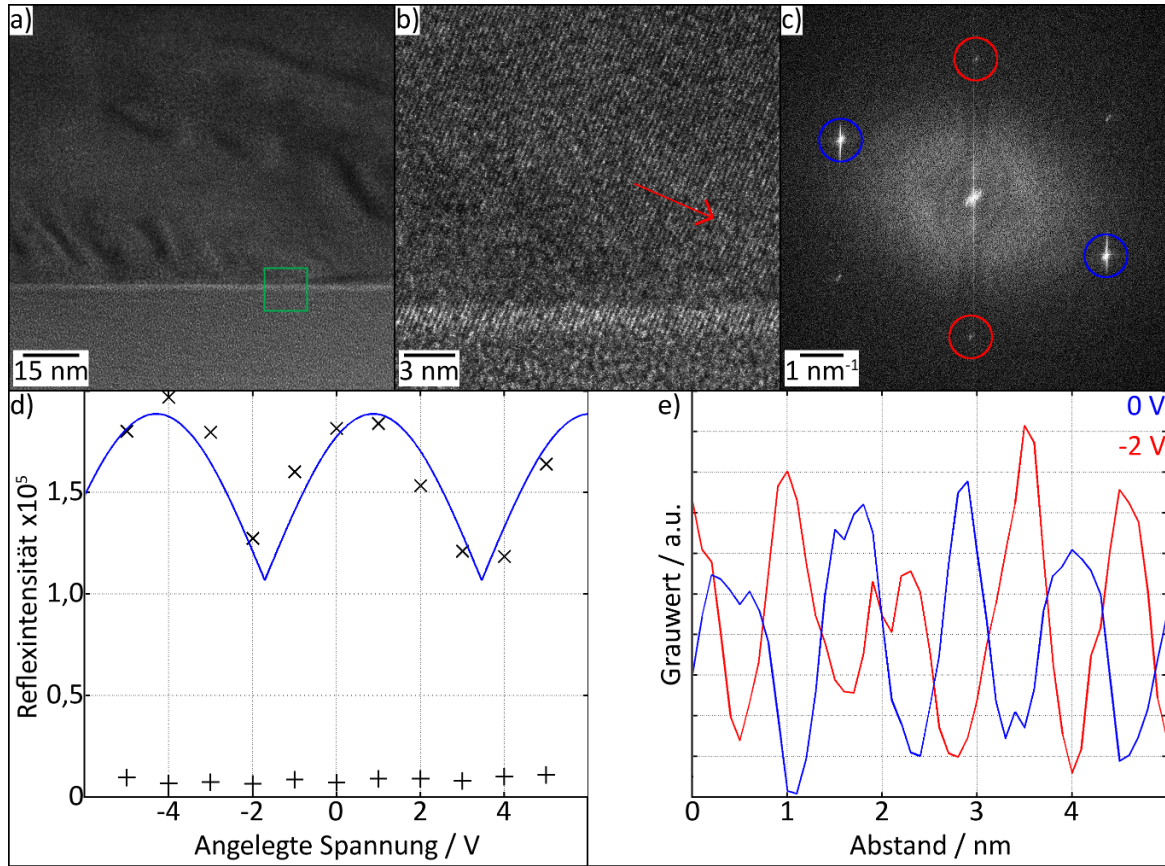 a)
b)
c)
15 nm
3 nm
1 nm⁻¹
d)
e)
0 V
-2 V
Reflexintensität x10⁵
1,5
1,0
0,5
0
-4
-2
0
2
4
Angelegte Spannung / V
Grauwert / a.u.
0
1
2
3
4
Abstand / nm